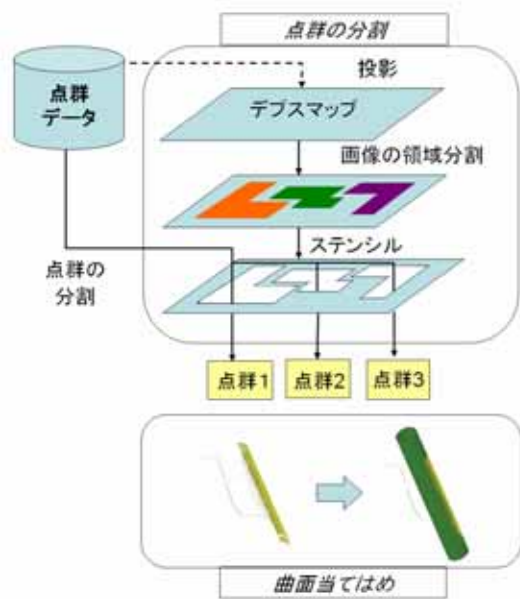 点群の分割
点群
データ
投影
デプスマップ
画像の領域分割
ステンシル
点群の
分割
点群1
点群2
点群3
曲面当てはめ